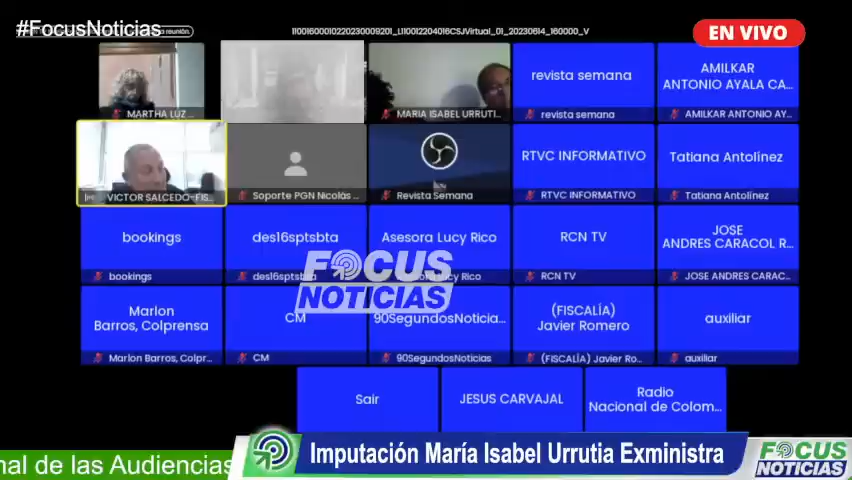 #FocusNoticias
reunión.
1100160001022023009201_L110012204016CSJVirtual_01_20230614_160000_V
EN VIVO
MARTHA LUZ ...
MARIA ISABEL URRUTI...
revista semana
revista semana
AMILKAR
ANTONIO AYALA CA...
AMILKAR ANTONIO AY...
VICTOR SALCEDO-FIS...
Soporte PGN Nicolás ...
Revista Semana
RTVC INFORMATIVO
RTVC INFORMATIVO
Tatiana Antolínez
Tatiana Antolínez
bookings
bookings
des16sptsbta
des16sptsbta
Asesora Lucy Rico
Lucy Rico
RCN TV
RCN TV
JOSE
ANDRES CARACOL R...
JOSE ANDRES CARAC...
FOCUS
NOTICIAS
Marlon
Barros, Colprensa
Marlon Barros, Colpr...
CM
CM
90SegundosNoticia...
90SegundosNoticias
(FISCALÍA)
Javier Romero
(FISCALÍA) Javier Ro...
auxiliar
auxiliar
Sair
JESUS CARVAJAL
Radio
Nacional de Colom...
nal de las Audiencias
Imputación María Isabel Urrutia Exministra
FOCUS
NOTICIAS